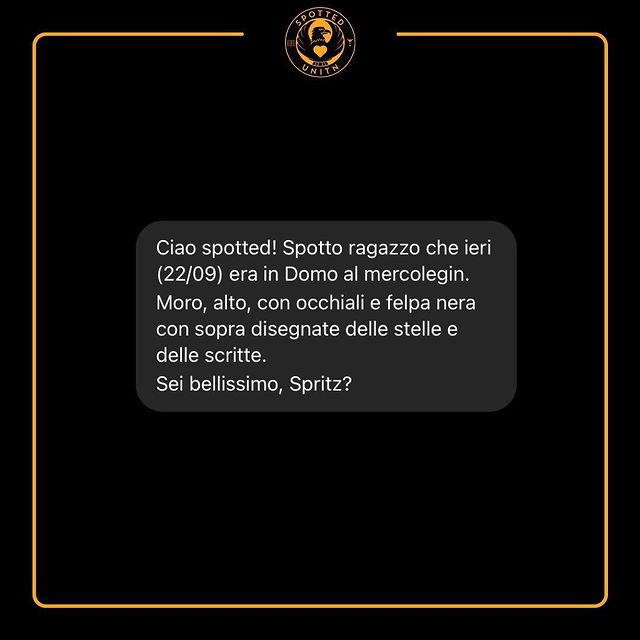 SPOTTED
UNITN
Ciao spotted! Spotto ragazzo che ieri
(22/09) era in Domo al mercolegin.
Moro, alto, con occhiali e felpa nera
con sopra disegnate delle stelle e
delle scritte.
Sei bellissimo, Spritz?